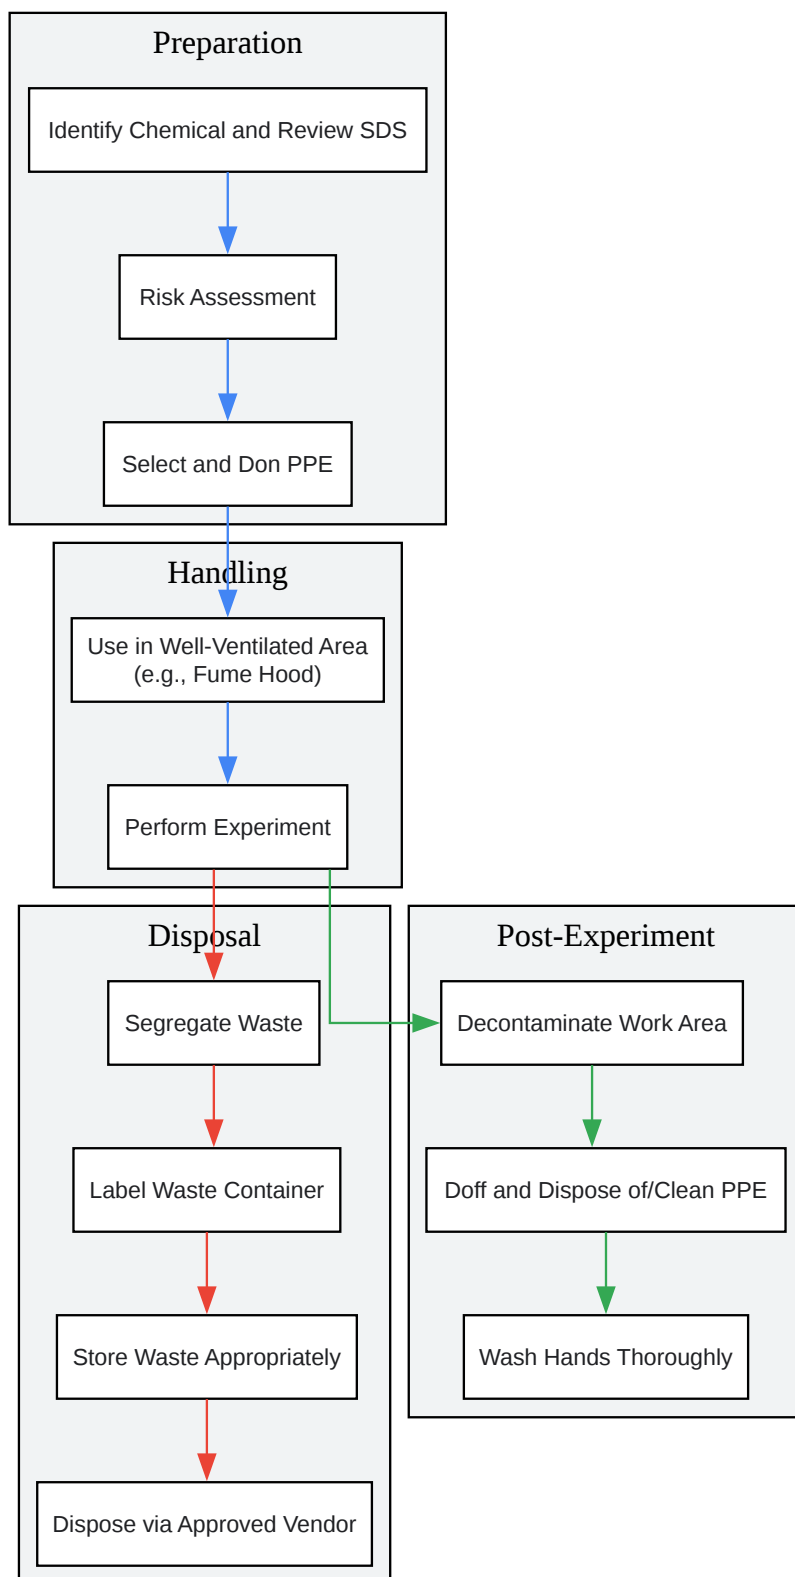 Preparation
Identify Chemical and Review SDS
Risk Assessment
Select and Don PPE
Handling
Use in Well-Ventilated Area
(e.g., Fume Hood)
Perform Experiment
Disposal
Segregate Waste
Label Waste Container
Store Waste Appropriately
Dispose via Approved Vendor
Post-Experiment
Decontaminate Work Area
Doff and Dispose of/Clean PPE
Wash Hands Thoroughly